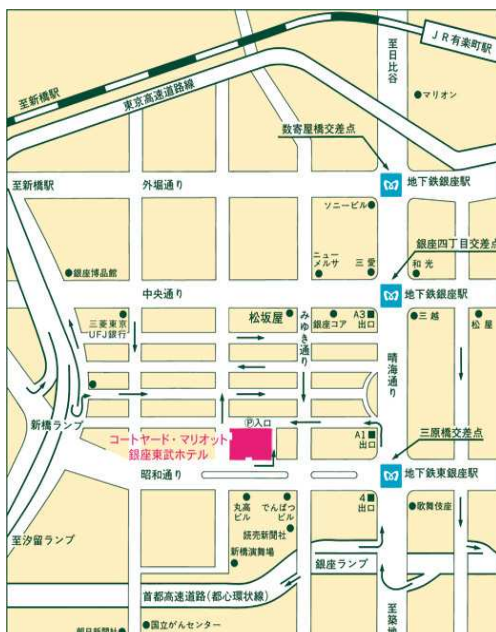 JR有楽町駅
至日比谷
マリオン
至新橋駅
東京高速道路線
数寄屋橋交差点
至新橋駅
外堀通り
地下鉄銀座駅
ソニービル
銀座四丁目交差点
ニュー
メルサ
三愛
和光
銀座博品館
中央通り
地下鉄銀座駅
三菱東京
UFJ銀行
松坂屋
みゆき通り
銀座コア
A3
出口
三越
松屋
晴海通り
新橋ランプ
P入口
コートヤード・マリオット
銀座東武ホテル
A1
出口
三原橋交差点
昭和通り
地下鉄東銀座駅
丸高
ビル
でんぱつ
ビル
4
出口
歌舞伎座
読売新聞社
至汐留ランプ
新橋演舞場
銀座ランプ
首都高速道路(都心環状線)
至築地
朝日新聞社
国立がんセンター